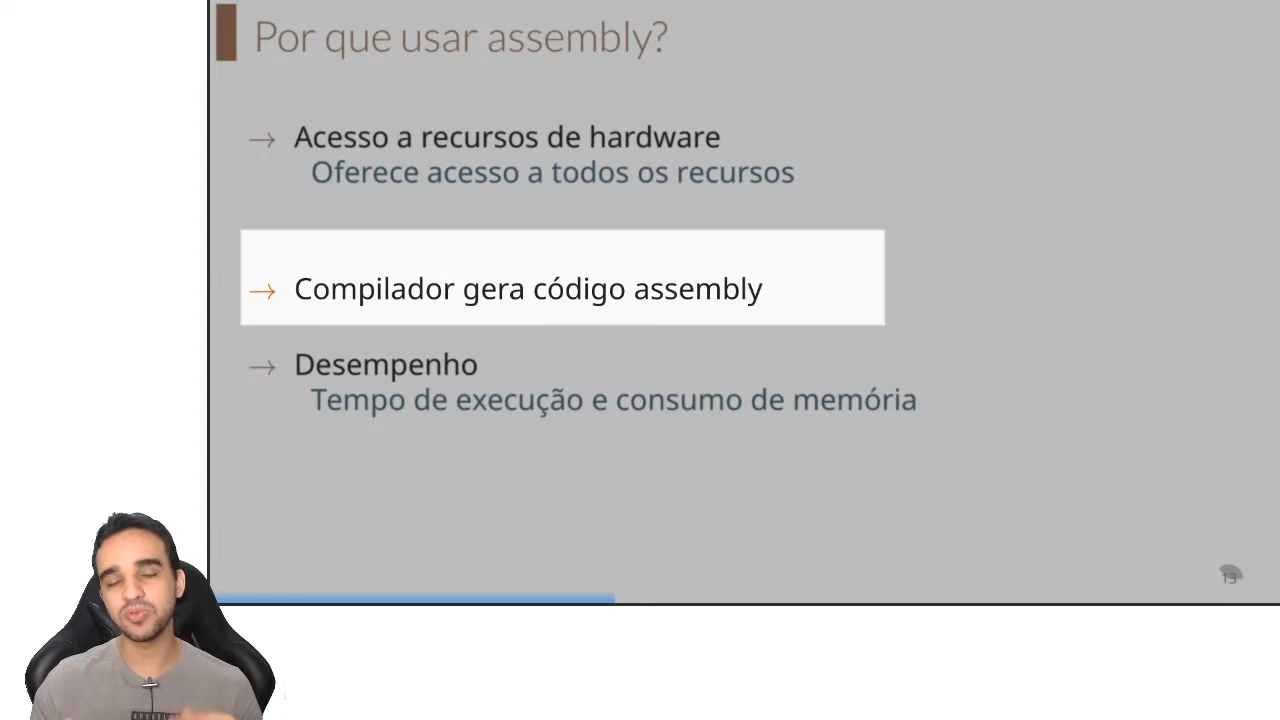 Por que usar assembly?
→ Acesso a recursos de hardware
Oferece acesso a todos os recursos
→ Compilador gera código assembly
→ Desempenho
Tempo de execução e consumo de memória
13